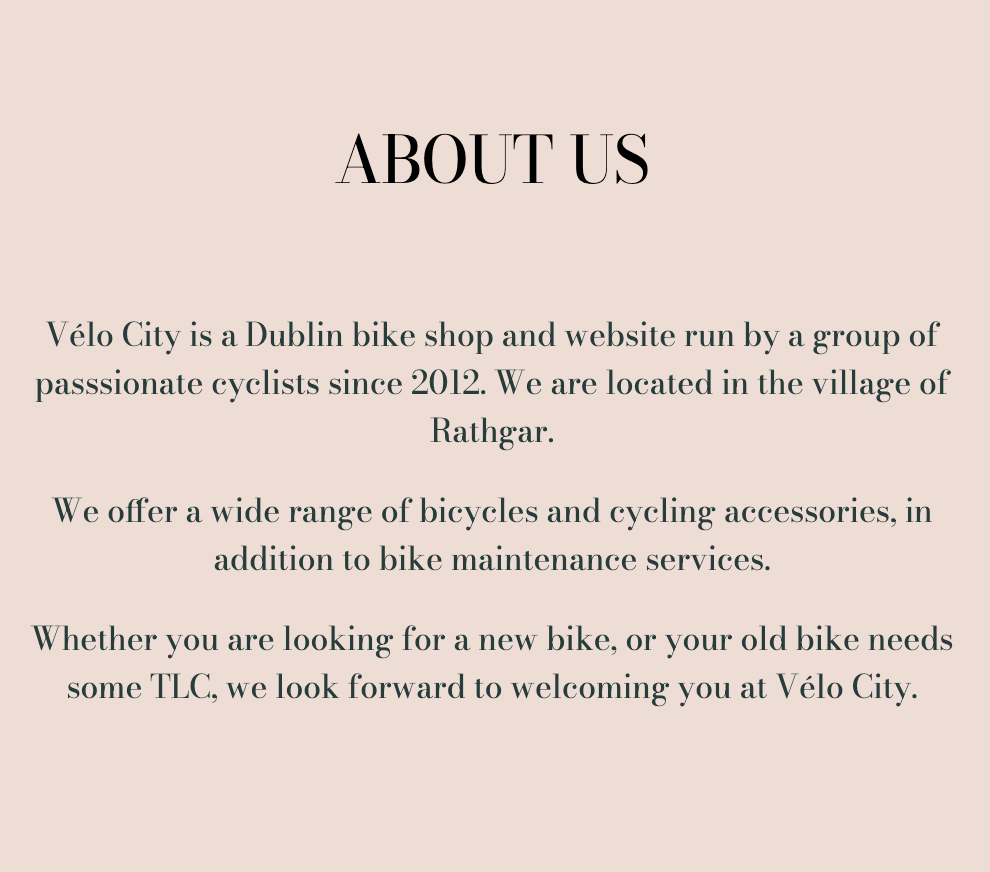 ABOUT US
Vélo City is a Dublin bike shop and website run by a group of
passsionate cyclists since 2012. We are located in the village of
Rathgar.
We offer a wide range of bicycles and cycling accessories, in
addition to bike maintenance services.
Whether you are looking for a new bike, or your old bike needs
some TLC, we look forward to welcoming you at Vélo City.